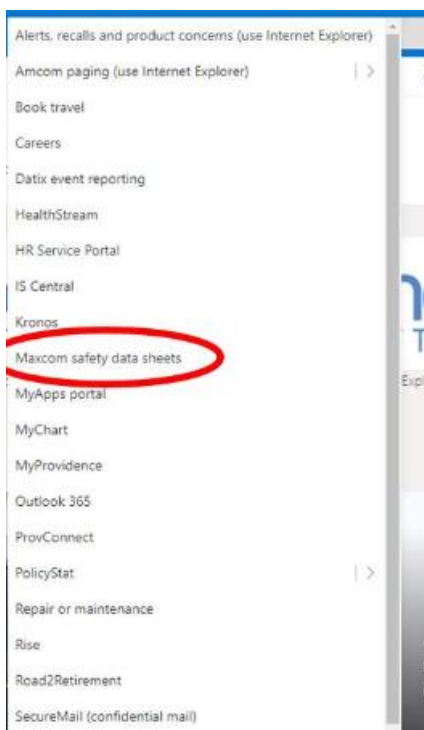 Alerts, recalls and product concerns (use Internet Explorer)
Amcom paging (use Internet Explorer)
Book travel
Careers
Datix event reporting
HealthStream
HR Service Portal
IS Central
Kronos
Maxcom safety data sheets
MyApps portal
MyChart
MyProvidence
Outlook 365
ProvConnect
PolicyStat
Repair or maintenance
Rise
Road2Retirement
SecureMail (confidential mail)